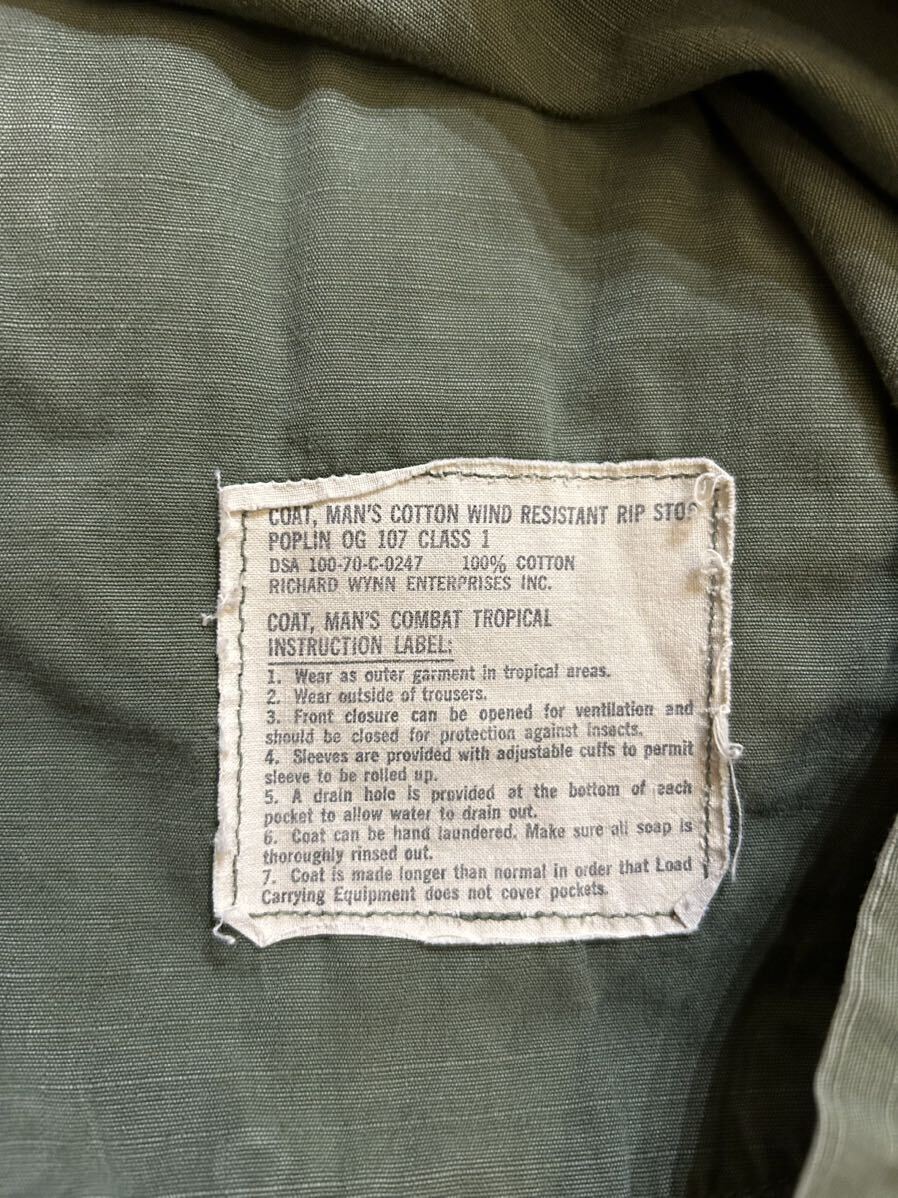 COAT, MAN'S COTTON WIND RESISTANT RIP STOP
POPLIN OG 107 CLASS 1
DSA 100-70-C-0247 100% COTTON
RICHARD WYNN ENTERPRISES INC.
COAT, MAN'S COMBAT TROPICAL
INSTRUCTION LABEL:
1. Wear as outer garment in tropical areas.
2. Wear outside of trousers.
3. Front closure can be opened for ventilation and
should be closed for protection against insects.
4. Sleeves are provided with adjustable cuffs to permit
sleeve to be rolled up.
5. A drain hole is provided at the bottom of each
pocket to allow water to drain out.
6. Coat can be hand laundered. Make sure all soap is
thoroughly rinsed out.
7. Coat is made longer than normal in order that Load
Carrying Equipment does not cover pockets.